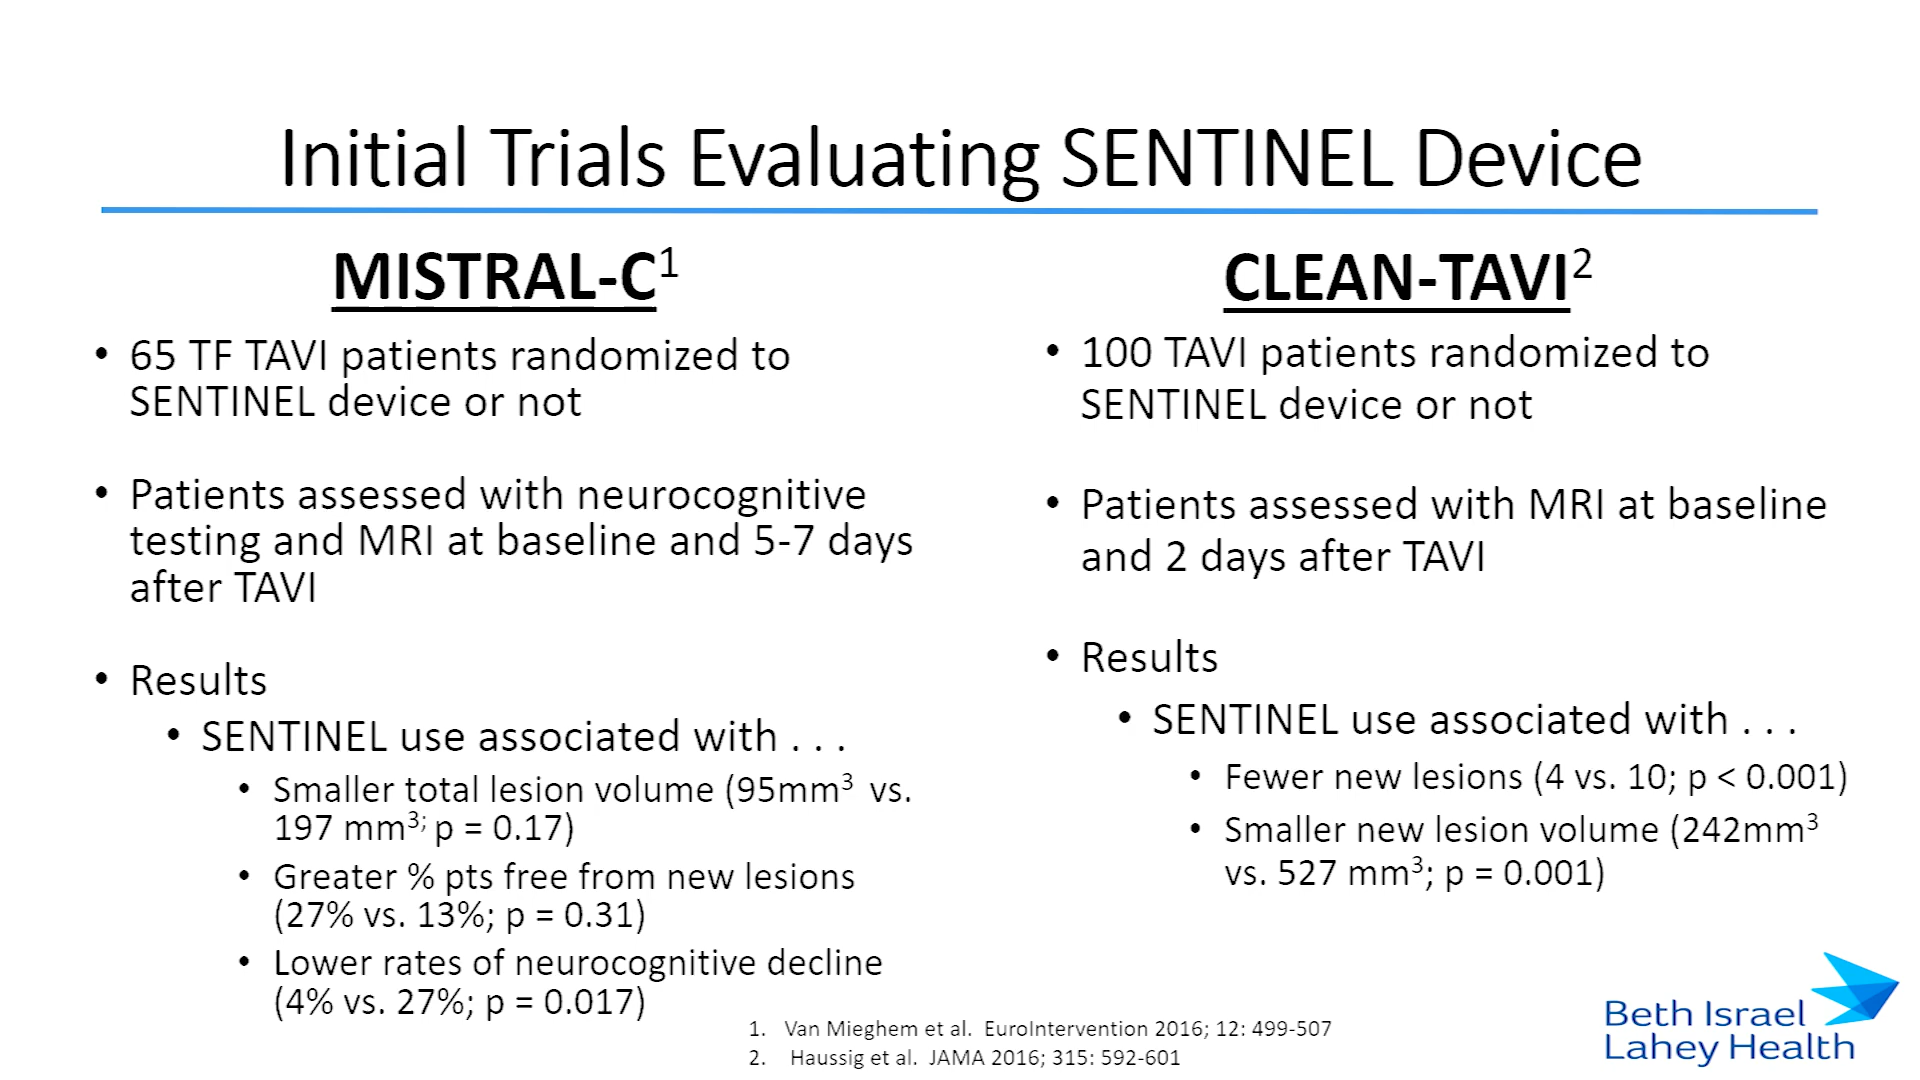 Initial Trials Evaluating SENTINEL Device
MISTRAL-C¹
• 65 TF TAVI patients randomized to
SENTINEL device or not
• Patients assessed with neurocognitive
testing and MRI at baseline and 5-7 days
after TAVI
• Results
• SENTINEL use associated with . . .
• Smaller total lesion volume (95mm³ vs.
197 mm³; p = 0.17)
• Greater % pts free from new lesions
(27% vs. 13%; p = 0.31)
• Lower rates of neurocognitive decline
(4% vs. 27%; p = 0.017)
CLEAN-TAVI²
• 100 TAVI patients randomized to
SENTINEL device or not
• Patients assessed with MRI at baseline
and 2 days after TAVI
• Results
• SENTINEL use associated with . . .
• Fewer new lesions (4 vs. 10; p < 0.001)
• Smaller new lesion volume (242mm³
vs. 527 mm³; p = 0.001)
1. Van Mieghem et al. EuroIntervention 2016; 12: 499-507
2. Haussig et al. JAMA 2016; 315: 592-601
Beth Israel
Lahey Health